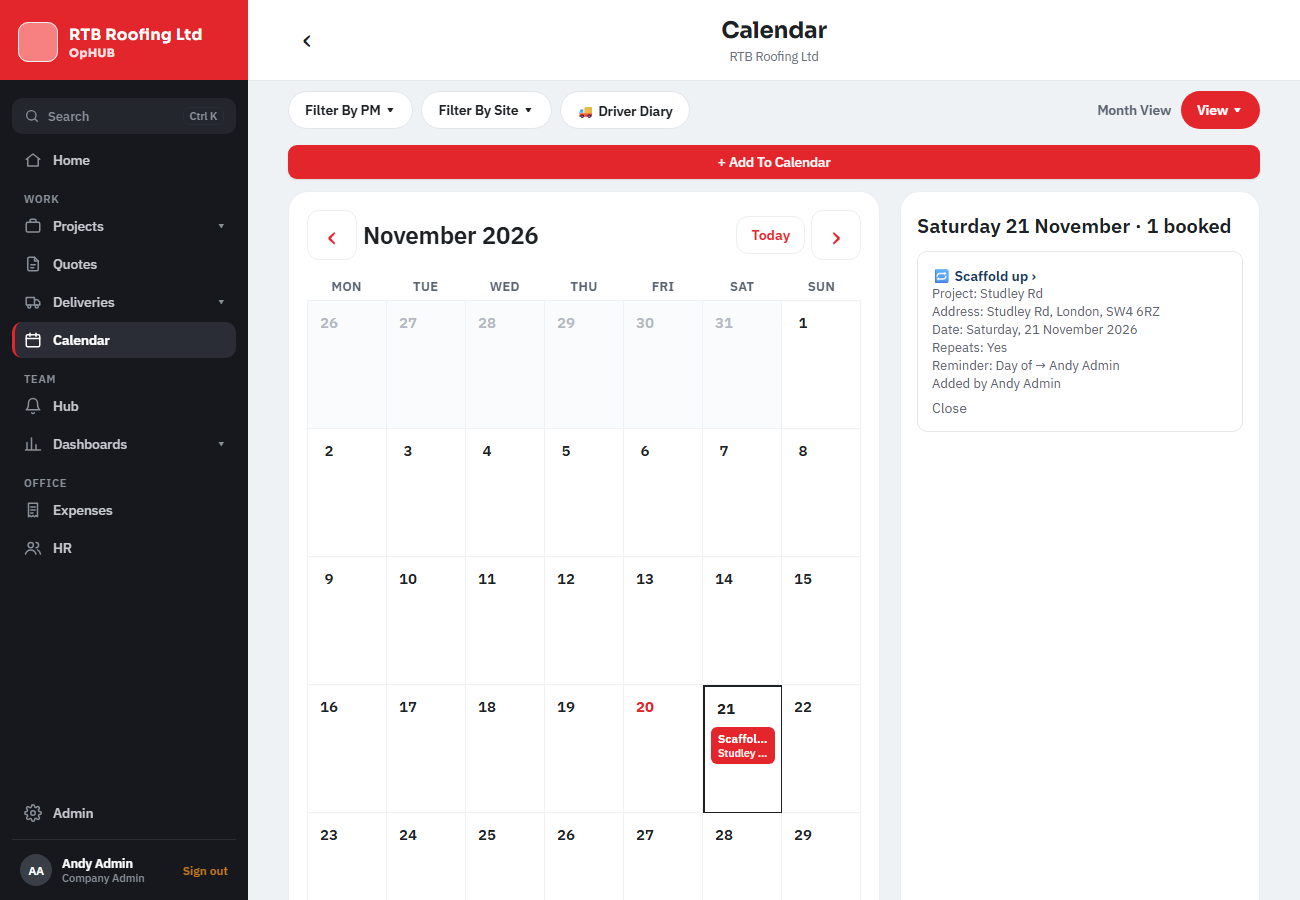 RTB Roofing Ltd
OpHUB
Search Ctrl K
Home
WORK
Projects
Quotes
Deliveries
Calendar
TEAM
Hub
Dashboards
OFFICE
Expenses
HR
Admin
AA
Andy Admin
Company Admin
Sign out
Calendar
RTB Roofing Ltd
Filter By PM Filter By Site Driver Diary Month View View
+ Add To Calendar
November 2026 Today
MON TUE WED THU FRI SAT SUN
26 27 28 29 30 31 1
2 3 4 5 6 7 8
9 10 11 12 13 14 15
16 17 18 19 20 21 22
Scaffol...
Studley ...
23 24 25 26 27 28 29
Saturday 21 November · 1 booked
Scaffold up ›
Project: Studley Rd
Address: Studley Rd, London, SW4 6RZ
Date: Saturday, 21 November 2026
Repeats: Yes
Reminder: Day of → Andy Admin
Added by Andy Admin
Close